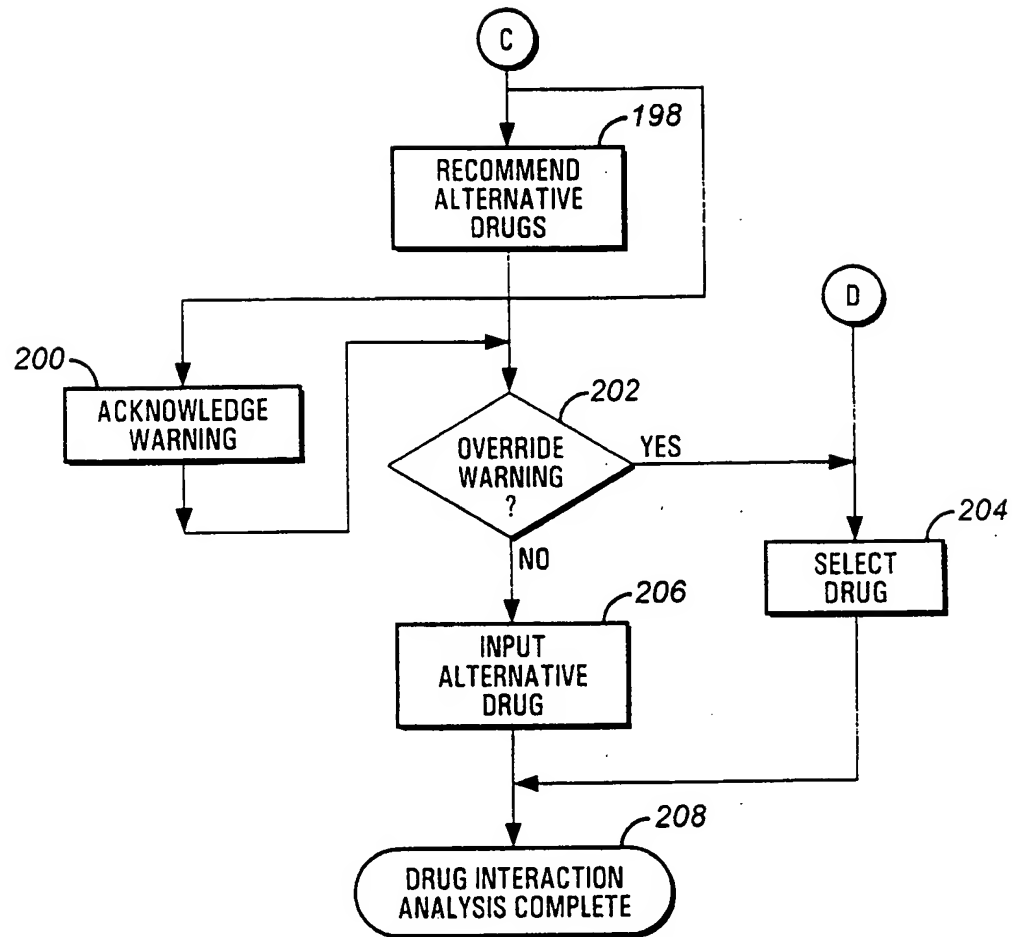 C
198
RECOMMEND
ALTERNATIVE
DRUGS
D
200
ACKNOWLEDGE
WARNING
202
OVERRIDE
WARNING
?
YES
NO
204
SELECT
DRUG
206
INPUT
ALTERNATIVE
DRUG
208
DRUG INTERACTION
ANALYSIS COMPLETE